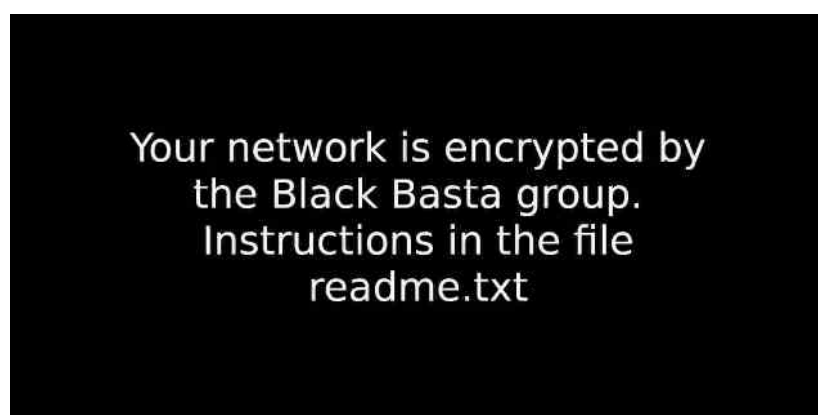 Your network is encrypted by
the Black Basta group.
Instructions in the file
readme.txt